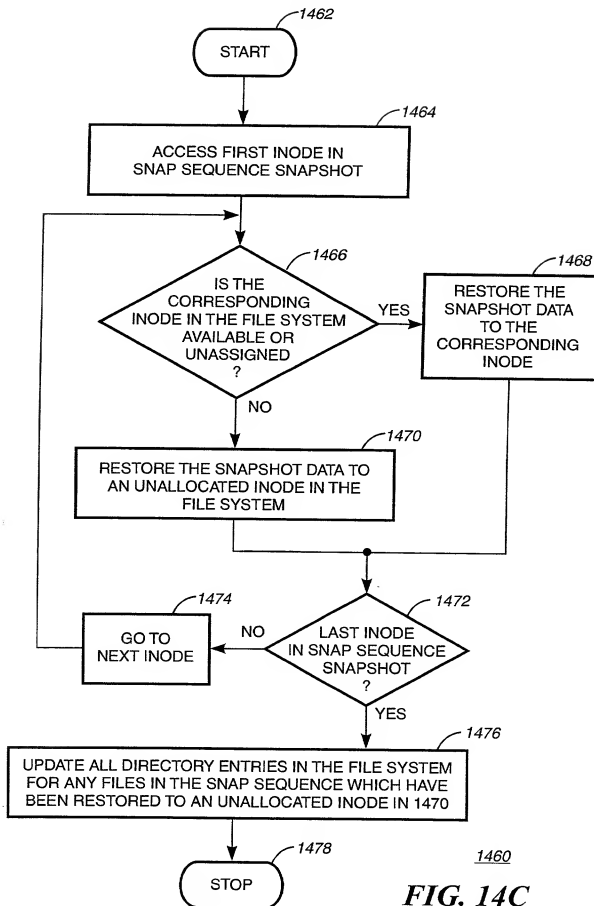 1462
START
1464
ACCESS FIRST INODE IN
SNAP SEQUENCE SNAPSHOT
1466
IS THE
CORRESPONDING
INODE IN THE FILE SYSTEM
AVAILABLE OR
UNASSIGNED
?
YES
1468
RESTORE THE
SNAPSHOT DATA
TO THE
CORRESPONDING
INODE
NO
1470
RESTORE THE SNAPSHOT DATA TO
AN UNALLOCATED INODE IN THE
FILE SYSTEM
1472
LAST INODE
IN SNAP SEQUENCE
SNAPSHOT
?
NO
1474
GO TO
NEXT INODE
YES
1476
UPDATE ALL DIRECTORY ENTRIES IN THE FILE SYSTEM
FOR ANY FILES IN THE SNAP SEQUENCE WHICH HAVE
BEEN RESTORED TO AN UNALLOCATED INODE IN 1470
1478
STOP
1460
FIG. 14C